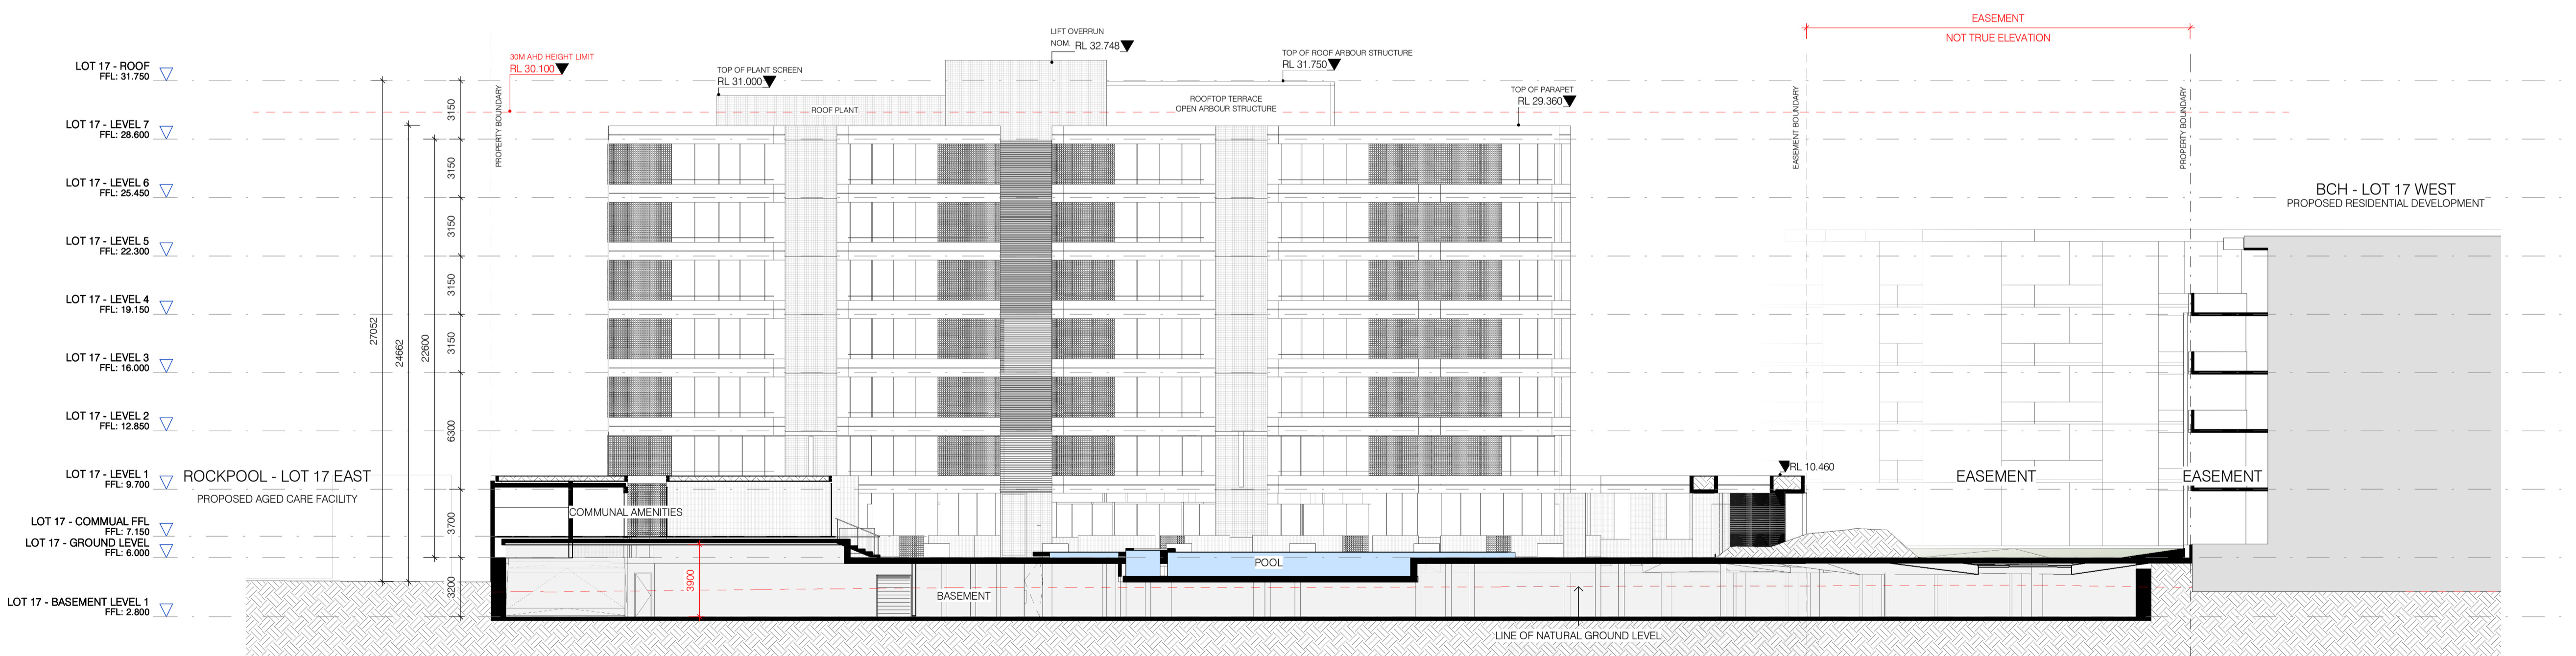 EASEMENT
NOT TRUE ELEVATION
LIFT OVERRUN
NOM. RL 32.748
30M AHD HEIGHT LIMIT
RL 30.100
TOP OF PLANT SCREEN
RL 31.000
TOP OF ROOF ARBOUR STRUCTURE
RL 31.750
TOP OF PARAPET
RL 29.360
LOT 17 - ROOF
FFL: 31.750
LOT 17 - LEVEL 7
FFL: 28.600
LOT 17 - LEVEL 6
FFL: 25.450
LOT 17 - LEVEL 5
FFL: 22.300
LOT 17 - LEVEL 4
FFL: 19.150
LOT 17 - LEVEL 3
FFL: 16.000
LOT 17 - LEVEL 2
FFL: 12.850
LOT 17 - LEVEL 1
FFL: 9.700
LOT 17 - COMMUAL FFL
FFL: 7.150
LOT 17 - GROUND LEVEL
FFL: 6.000
LOT 17 - BASEMENT LEVEL 1
FFL: 2.800
27052
24662
22600
3150
3150
3150
3150
3150
6300
3700
3200
PROPERTY BOUNDARY
ROOF PLANT
ROOFTOP TERRACE
OPEN ARBOUR STRUCTURE
EASEMENT BOUNDARY
PROPERTY BOUNDARY
BCH - LOT 17 WEST
PROPOSED RESIDENTIAL DEVELOPMENT
ROCKPOOL - LOT 17 EAST
PROPOSED AGED CARE FACILITY
COMMUNAL AMENITIES
RL 10.460
EASEMENT
EASEMENT
POOL
3900
BASEMENT
LINE OF NATURAL GROUND LEVEL